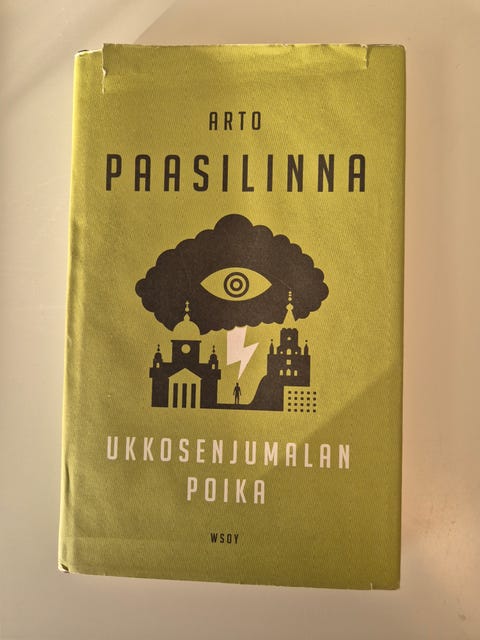 ARTO
PAASILINNA
UKKOSENJUMALAN
POIKA
WSOY